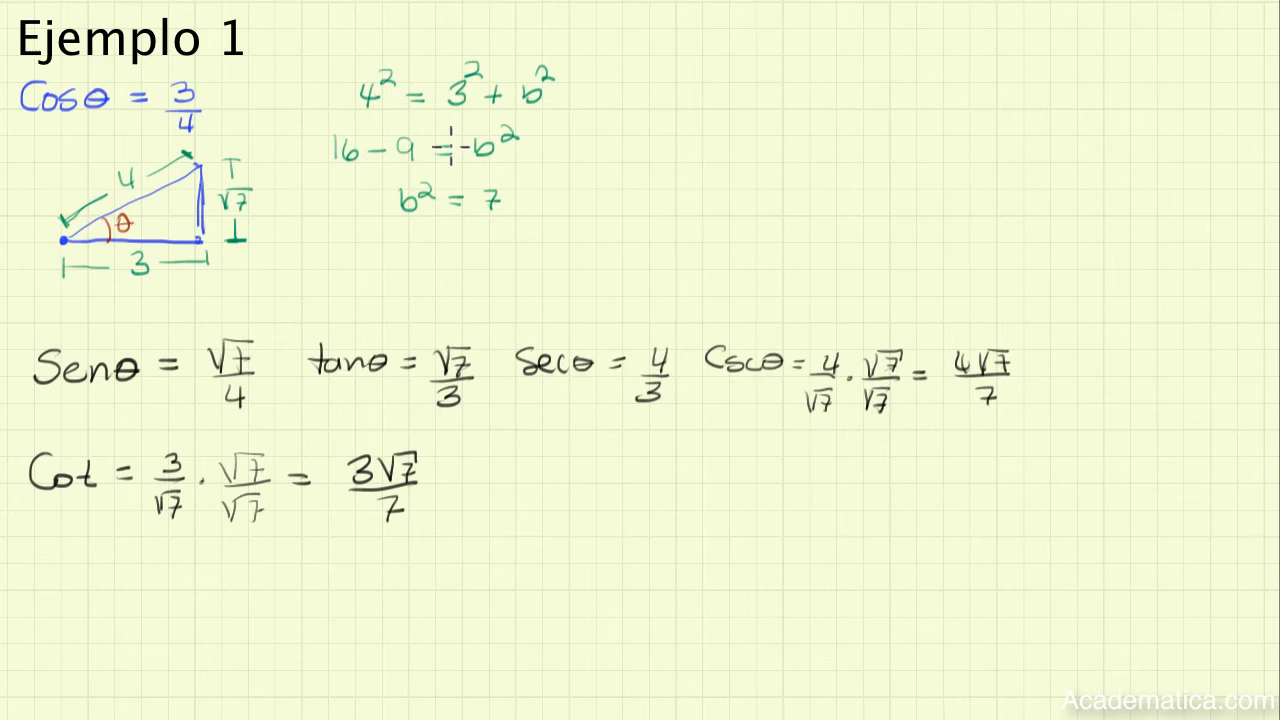 Ejemplo 1
Cosθ = 3/4
4² = 3² + b²
16 - 9 = b²
b² = 7
4
θ
√7
3
Senθ = √7/4 tanθ = √7/3 Secθ = 4/3 Cscθ = 4/√7 · √7/√7 = 4√7/7
Cot = 3/√7 · √7/√7 = 3√7/7
Academatica.com